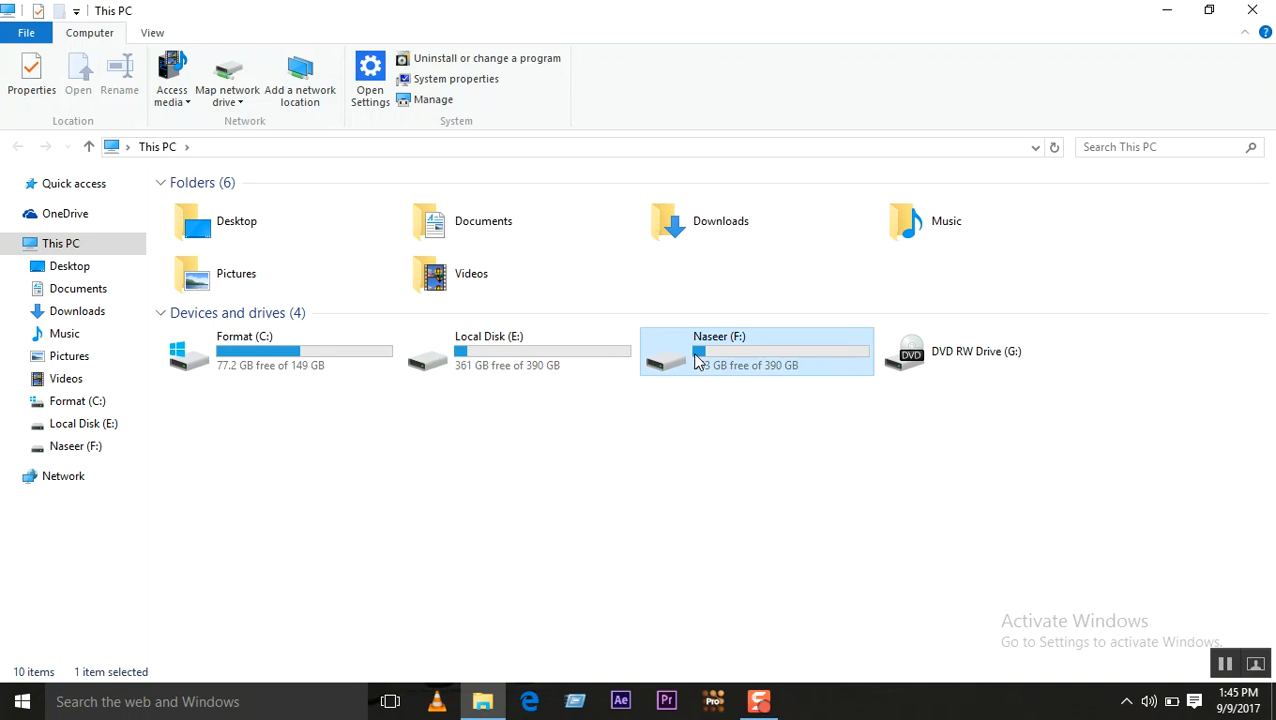 This PC
File
Computer
View
Properties
Open
Rename
Access media
Map network drive
Add a network location
Open Settings
Uninstall or change a program
System properties
Manage
Location
Network
System
This PC
Search This PC
Quick access
OneDrive
This PC
Desktop
Documents
Downloads
Music
Pictures
Videos
Format (C:)
Local Disk (E:)
Naseer (F:)
Network
Folders (6)
Desktop
Documents
Downloads
Music
Pictures
Videos
Devices and drives (4)
Format (C:)
77.2 GB free of 149 GB
Local Disk (E:)
361 GB free of 390 GB
Naseer (F:)
GB free of 390 GB
DVD
DVD RW Drive (G:)
Activate Windows
Go to Settings to activate Windows.
10 items
1 item selected
Search the web and Windows
Ae
Pr
Pro
1:45 PM
9/9/2017